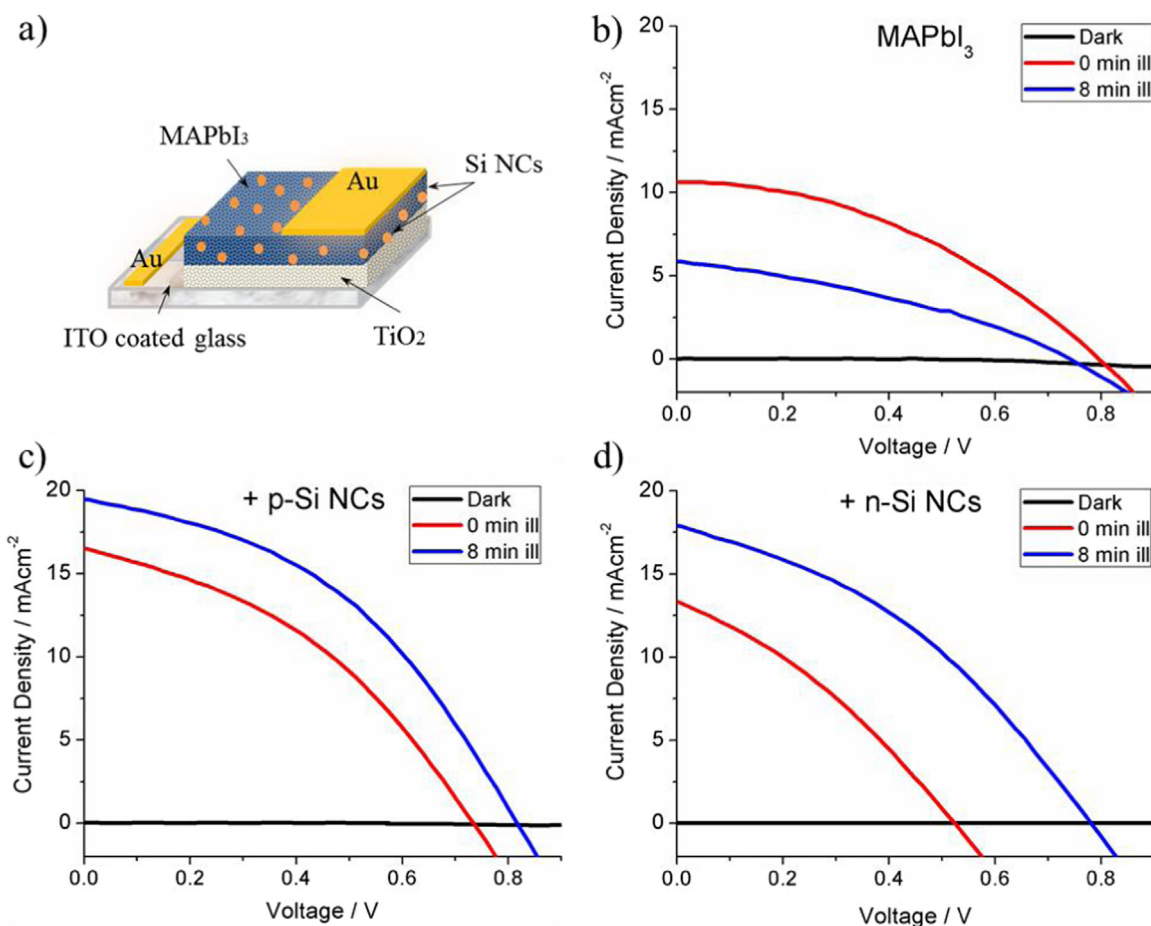 a)
MAPbI₃
Au
Si NCs
Au
ITO coated glass
TiO₂
b)
MAPbI₃
Dark
0 min ill
8 min ill
Current Density / mAcm⁻²
20
15
10
5
0
0.0 0.2 0.4 0.6 0.8
Voltage / V
c)
+ p-Si NCs
Dark
0 min ill
8 min ill
Current Density / mAcm⁻²
20
15
10
5
0
0.0 0.2 0.4 0.6 0.8
Voltage / V
d)
+ n-Si NCs
Dark
0 min ill
8 min ill
Current Density / mAcm⁻²
20
15
10
5
0
0.0 0.2 0.4 0.6 0.8
Voltage / V